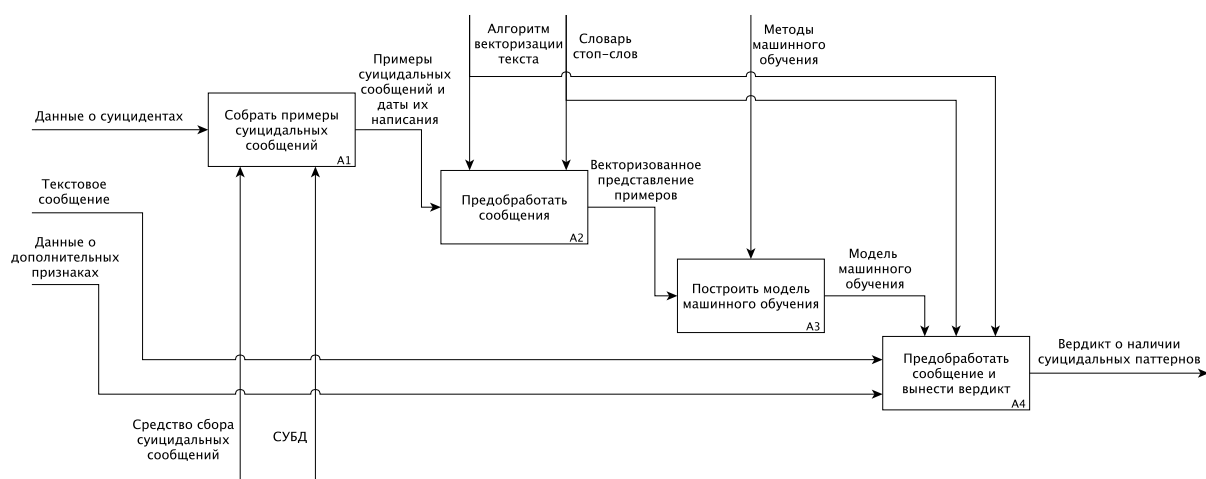 Алгоритм
векторизации
текста
Словарь
стоп-слов
Методы
машинного
обучения
Примеры
суицидальных
сообщений и
даты их
написания
Данные о суицидентах
Собрать примеры
суицидальных
сообщений
A1
Текстовое
сообщение
Предобработать
сообщения
A2
Векторизованное
представление
примеров
Данные о
дополнительных
признаках
Построить модель
машинного обучения
A3
Модель
машинного
обучения
Предобработать
сообщение и
вынести вердикт
A4
Вердикт о наличии
суицидальных паттернов
Средство сбора
суицидальных
сообщений
СУБД